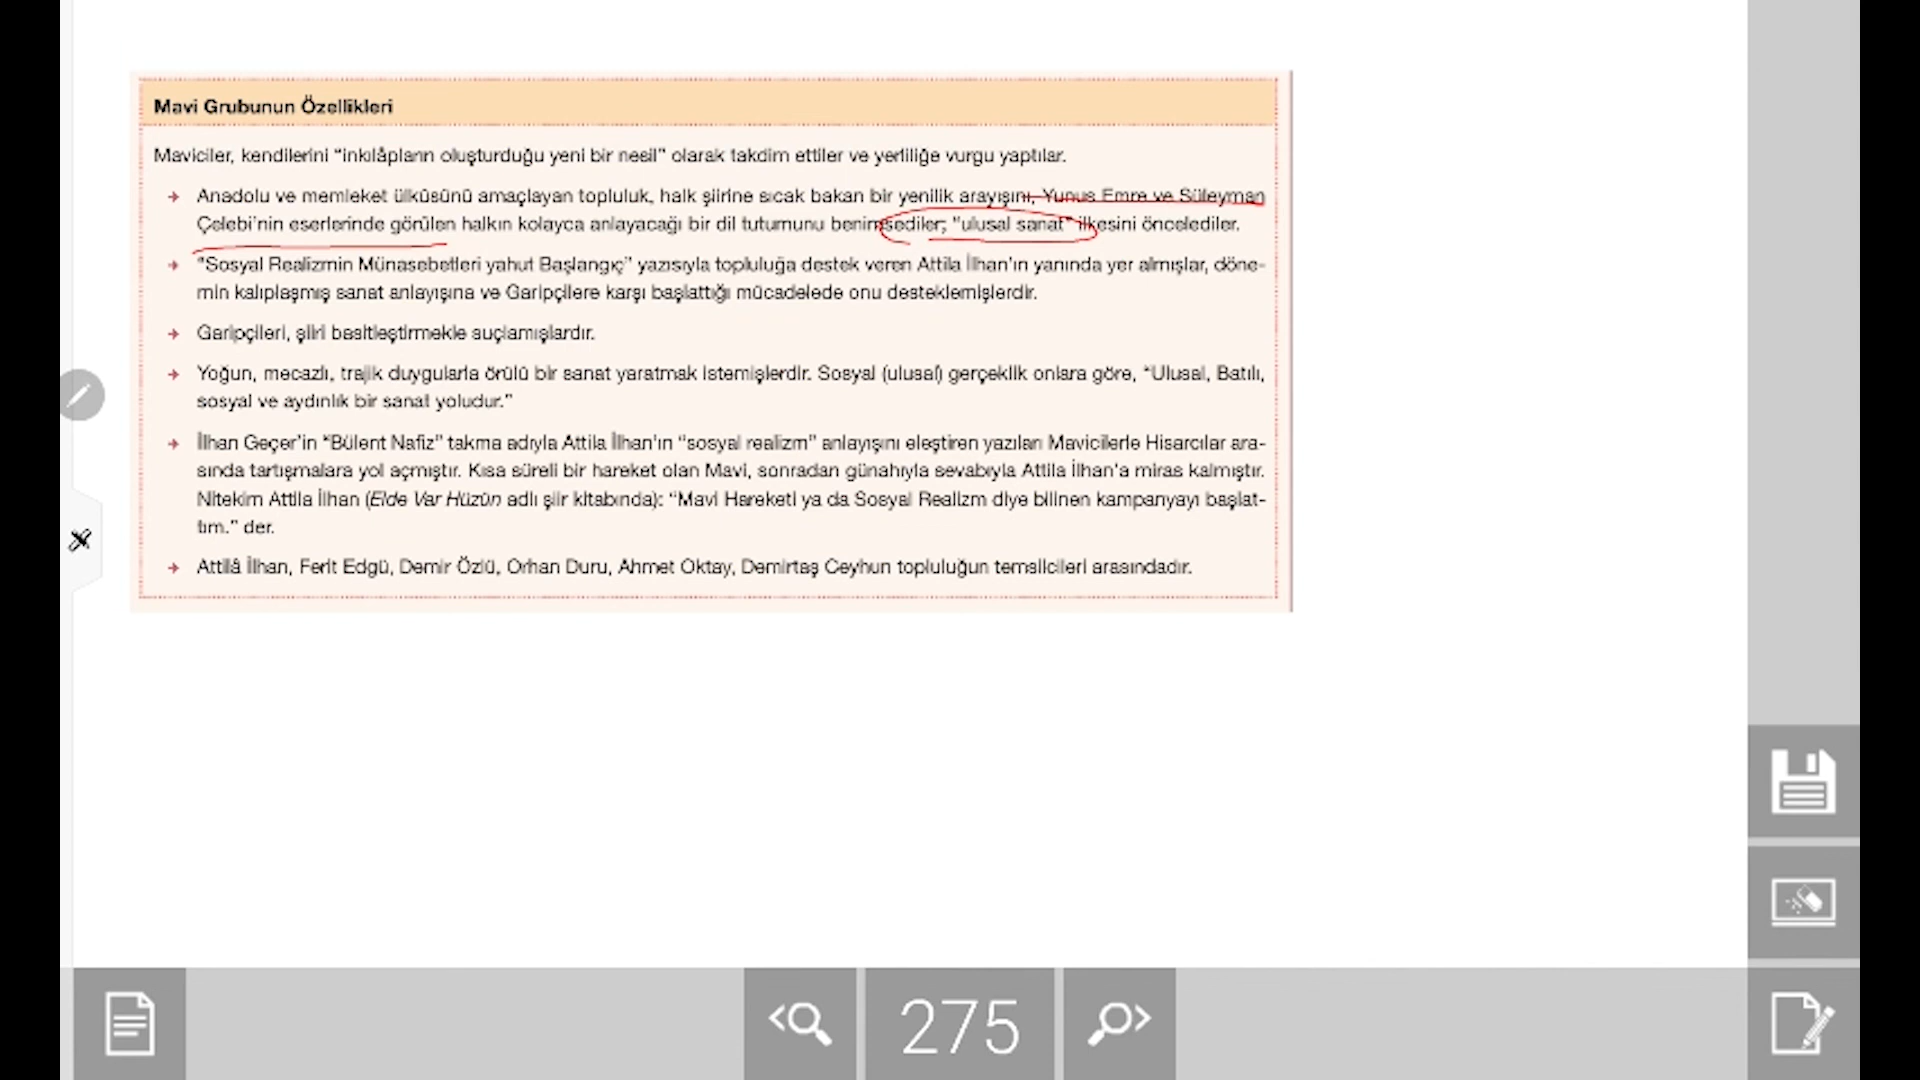 Mavi Grubunun Özellikleri
Maviciler, kendilerini “inkılâpların oluşturduğu yeni bir nesil” olarak takdim ettiler ve yerliliğe vurgu yaptılar.
Anadolu ve memleket ülküsünü amaçlayan topluluk, halk şiirine sıcak bakan bir yenilik arayışını, Yunus Emre ve Süleyman
Çelebi’nin eserlerinde görülen halkın kolayca anlayacağı bir dil tutumunu benimsediler; “ulusal sanat” ilkesini öncelediler.
“Sosyal Realizmin Münasebetleri yahut Başlangıç” yazısıyla topluluğa destek veren Attila İlhan’ın yanında yer almışlar, döne-
min kalıplaşmış sanat anlayışına ve Garipçilere karşı başlattığı mücadelede onu desteklemişlerdir.
Garipçileri, şiiri basitleştirmekle suçlamışlardır.
Yoğun, mecazlı, trajik duygularla örülü bir sanat yaratmak istemişlerdir. Sosyal (ulusal) gerçeklik onlara göre, “Ulusal, Batılı,
sosyal ve aydınlık bir sanat yoludur.”
İlhan Geçer’in “Bülent Nafiz” takma adıyla Attila İlhan’ın “sosyal realizm” anlayışını eleştiren yazıları Mavicilerle Hisarcılar ara-
sında tartışmalara yol açmıştır. Kısa süreli bir hareket olan Mavi, sonradan günahıyla sevabıyla Attila İlhan’a miras kalmıştır.
Nitekim Attila İlhan (Elde Var Hüzün adlı şiir kitabında): “Mavi Hareketi ya da Sosyal Realizm diye bilinen kampanyayı başlat-
tım.” der.
Attilâ İlhan, Ferit Edgü, Demir Özlü, Orhan Duru, Ahmet Oktay, Demirtaş Ceyhun topluluğun temsilcileri arasındadır.
275